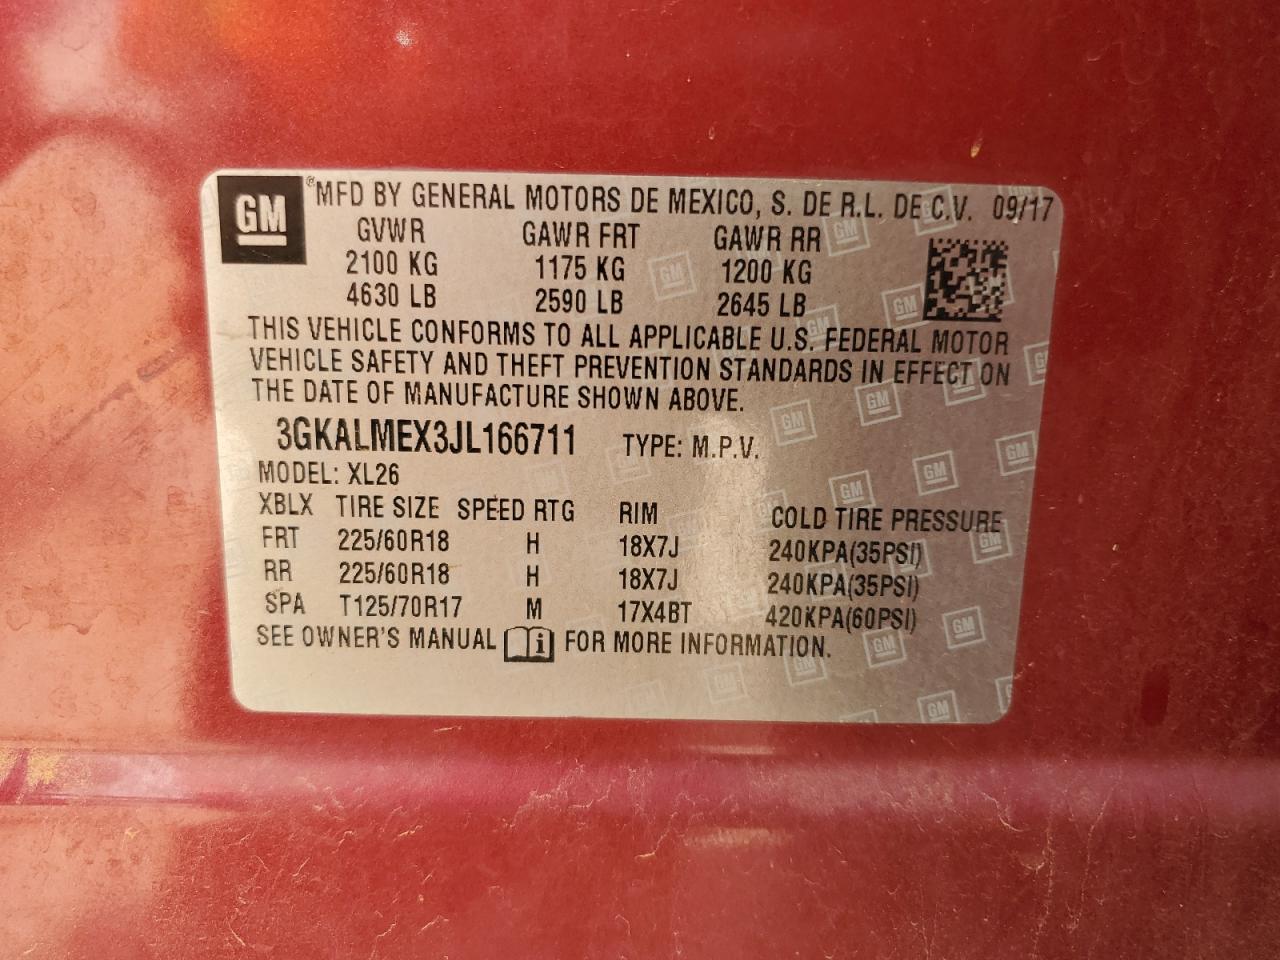 GM ®MFD BY GENERAL MOTORS DE MEXICO, S. DE R.L. DE C.V. 09/17
GVWR GAWR FRT GAWR RR
2100 KG 1175 KG 1200 KG
4630 LB 2590 LB 2645 LB
THIS VEHICLE CONFORMS TO ALL APPLICABLE U.S. FEDERAL MOTOR
VEHICLE SAFETY AND THEFT PREVENTION STANDARDS IN EFFECT ON
THE DATE OF MANUFACTURE SHOWN ABOVE.
3GKALMEX3JL166711 TYPE: M.P.V.
MODEL: XL26
XBLX TIRE SIZE SPEED RTG RIM COLD TIRE PRESSURE
FRT 225/60R18 H 18X7J 240KPA(35PSI)
RR 225/60R18 H 18X7J 240KPA(35PSI)
SPA T125/70R17 M 17X4BT 420KPA(60PSI)
SEE OWNER'S MANUAL i FOR MORE INFORMATION.